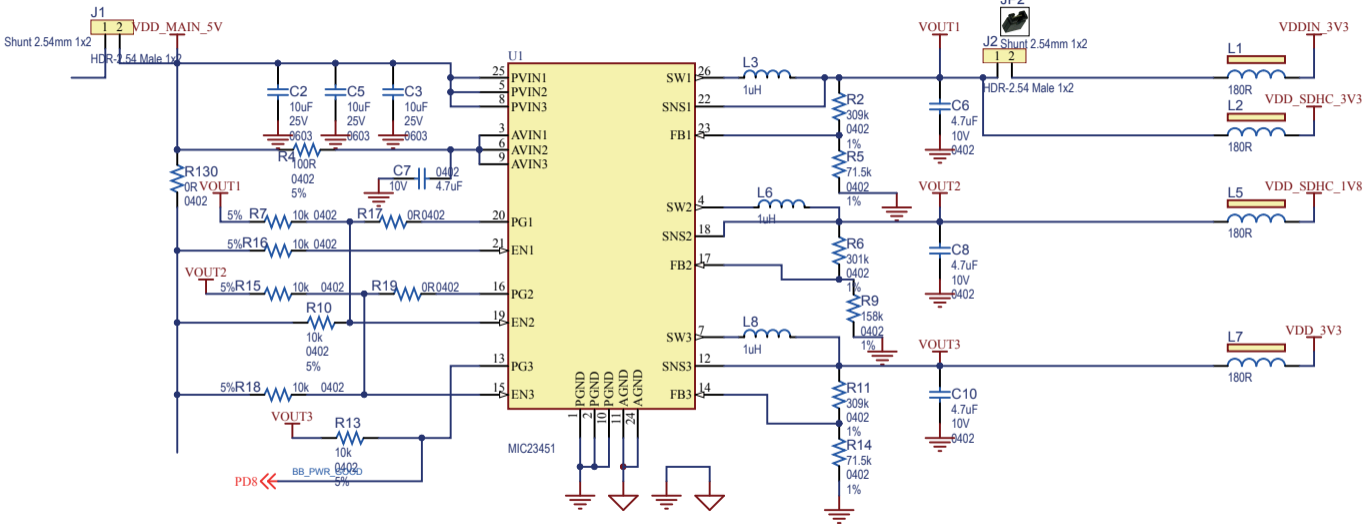 J1
1 2
VDD_MAIN_5V
Shunt 2.54mm 1x2
HDR-2.54 Male 1x2
C2
10uF
25V
0603
C5
10uF
25V
0603
C3
10uF
25V
0603
R4
100R
0402
5%
R130
0R
0402
C7
10V
0402
4.7uF
VOUT1
5%
R7
10k
0402
R17
0R
0402
5%
R16
10k
0402
VOUT2
5%
R15
10k
0402
R19
0R
0402
R10
10k
0402
5%
5%
R18
10k
0402
VOUT3
R13
10k
0402
5%
BB_PWR_GOOD
PD8
U1
25
PVIN1
5
PVIN2
8
PVIN3
3
AVIN1
6
AVIN2
9
AVIN3
20
PG1
21
EN1
16
PG2
19
EN2
13
PG3
15
EN3
SW1
26
SNS1
22
FB1
23
SW2
4
SNS2
18
FB2
17
SW3
7
SNS3
12
FB3
14
PGND
PGND
PGND
AGND
AGND
1
2
10
11
24
MIC23451
L3
1uH
R2
309k
0402
1%
R5
71.5k
0402
1%
L6
1uH
R6
301k
0402
1%
R9
158k
0402
1%
L8
1uH
R11
309k
0402
1%
R14
71.5k
0402
1%
VOUT1
C6
4.7uF
10V
0402
VOUT2
C8
4.7uF
10V
0402
VOUT3
C10
4.7uF
10V
0402
JP2
J2
Shunt 2.54mm 1x2
1 2
HDR-2.54 Male 1x2
VDDIN_3V3
L1
180R
VDD_SDHC_3V3
L2
180R
VDD_SDHC_1V8
L5
180R
VDD_3V3
L7
180R